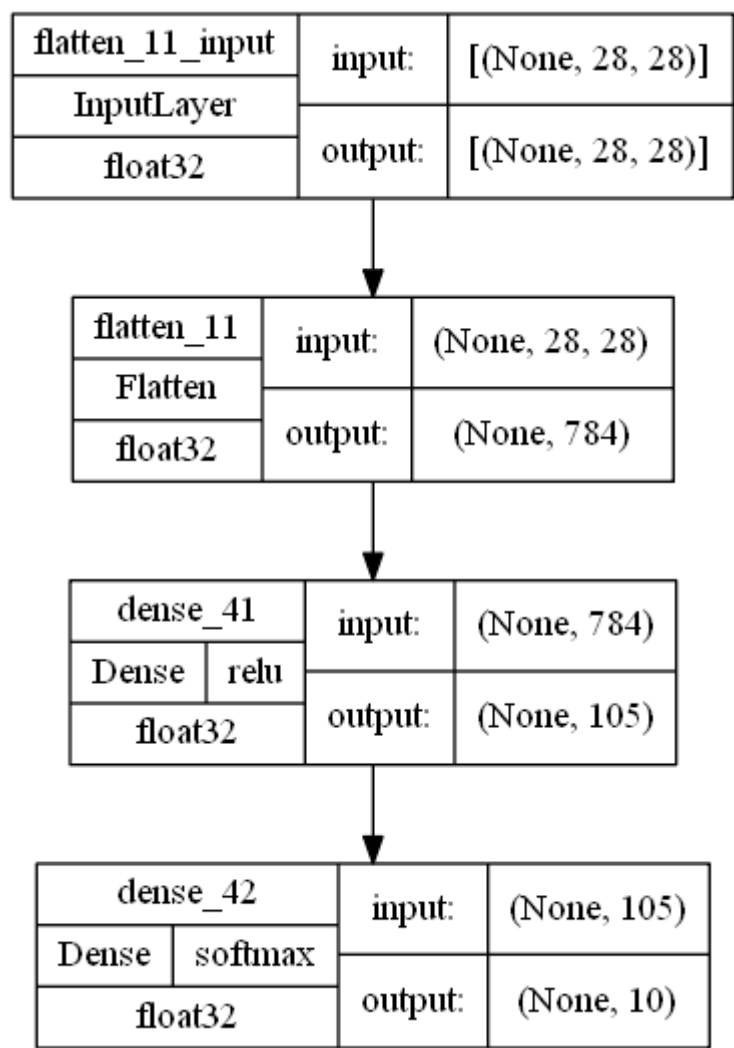 flatten_11_input
InputLayer
float32
input:
[(None, 28, 28)]
output:
[(None, 28, 28)]
flatten_11
Flatten
float32
input:
(None, 28, 28)
output:
(None, 784)
dense_41
Dense
relu
float32
input:
(None, 784)
output:
(None, 105)
dense_42
Dense
softmax
float32
input:
(None, 105)
output:
(None, 10)